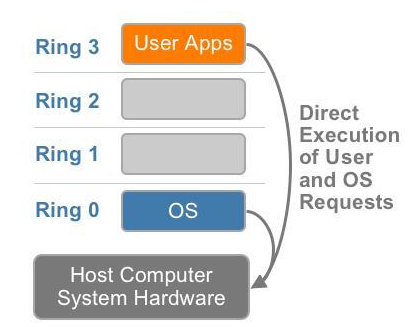 Ring 3
User Apps
Ring 2
Ring 1
Ring 0
OS
Direct
Execution
of User
and OS
Requests
Host Computer
System Hardware